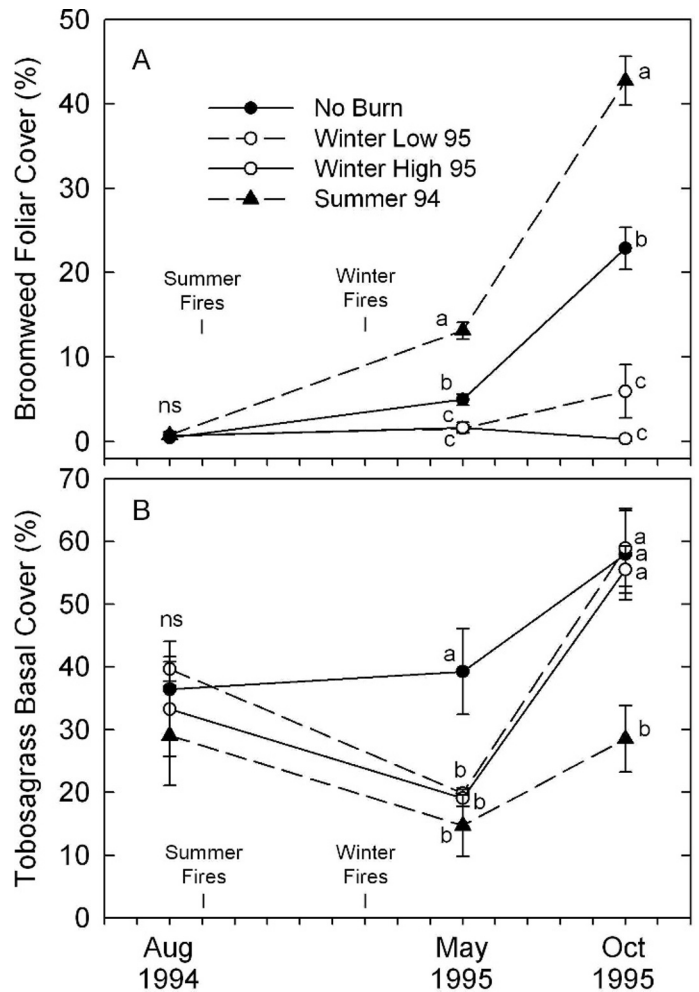 50
40
30
20
10
0
Broomweed Foliar Cover (%)
A
No Burn
Winter Low 95
Winter High 95
Summer 94
Summer
Fires
Winter
Fires
ns
a
b
c
c
a
b
c
c
70
60
50
40
30
20
10
0
Tobosagrass Basal Cover (%)
B
ns
a
b
b
b
a
a
a
b
Summer
Fires
Winter
Fires
Aug
1994
May
1995
Oct
1995